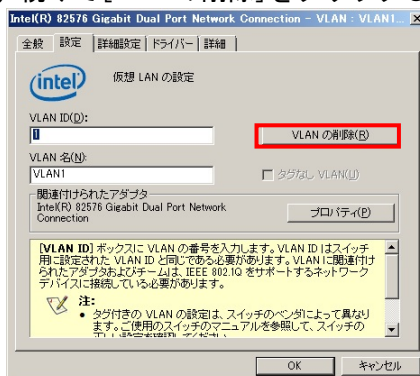 Intel(R) 82576 Gigabit Dual Port Network Connection - VLAN : VLAN1...
全般
設定
詳細設定
ドライバー
詳細
intel
仮想 LAN の設定
VLAN ID(D):
1
VLAN の削除(R)
VLAN 名(N):
VLAN1
タグなし VLAN(U)
関連付けられたアダプタ
Intel(R) 82576 Gigabit Dual Port Network
Connection
プロパティ(P)
[VLAN ID] ボックスに VLAN の番号を入力します。VLAN ID はスイッチ
用に設定された VLAN ID と同じである必要があります。VLAN に関連付け
られたアダプタおよびチームは、IEEE 802.1Q をサポートするネットワーク
デバイスに接続している必要があります。
注:
• タグ付きの VLAN の設定は、スイッチのベンダによって異なり
ます。ご使用のスイッチのマニュアルを参照して、スイッチの
OK
キャンセル